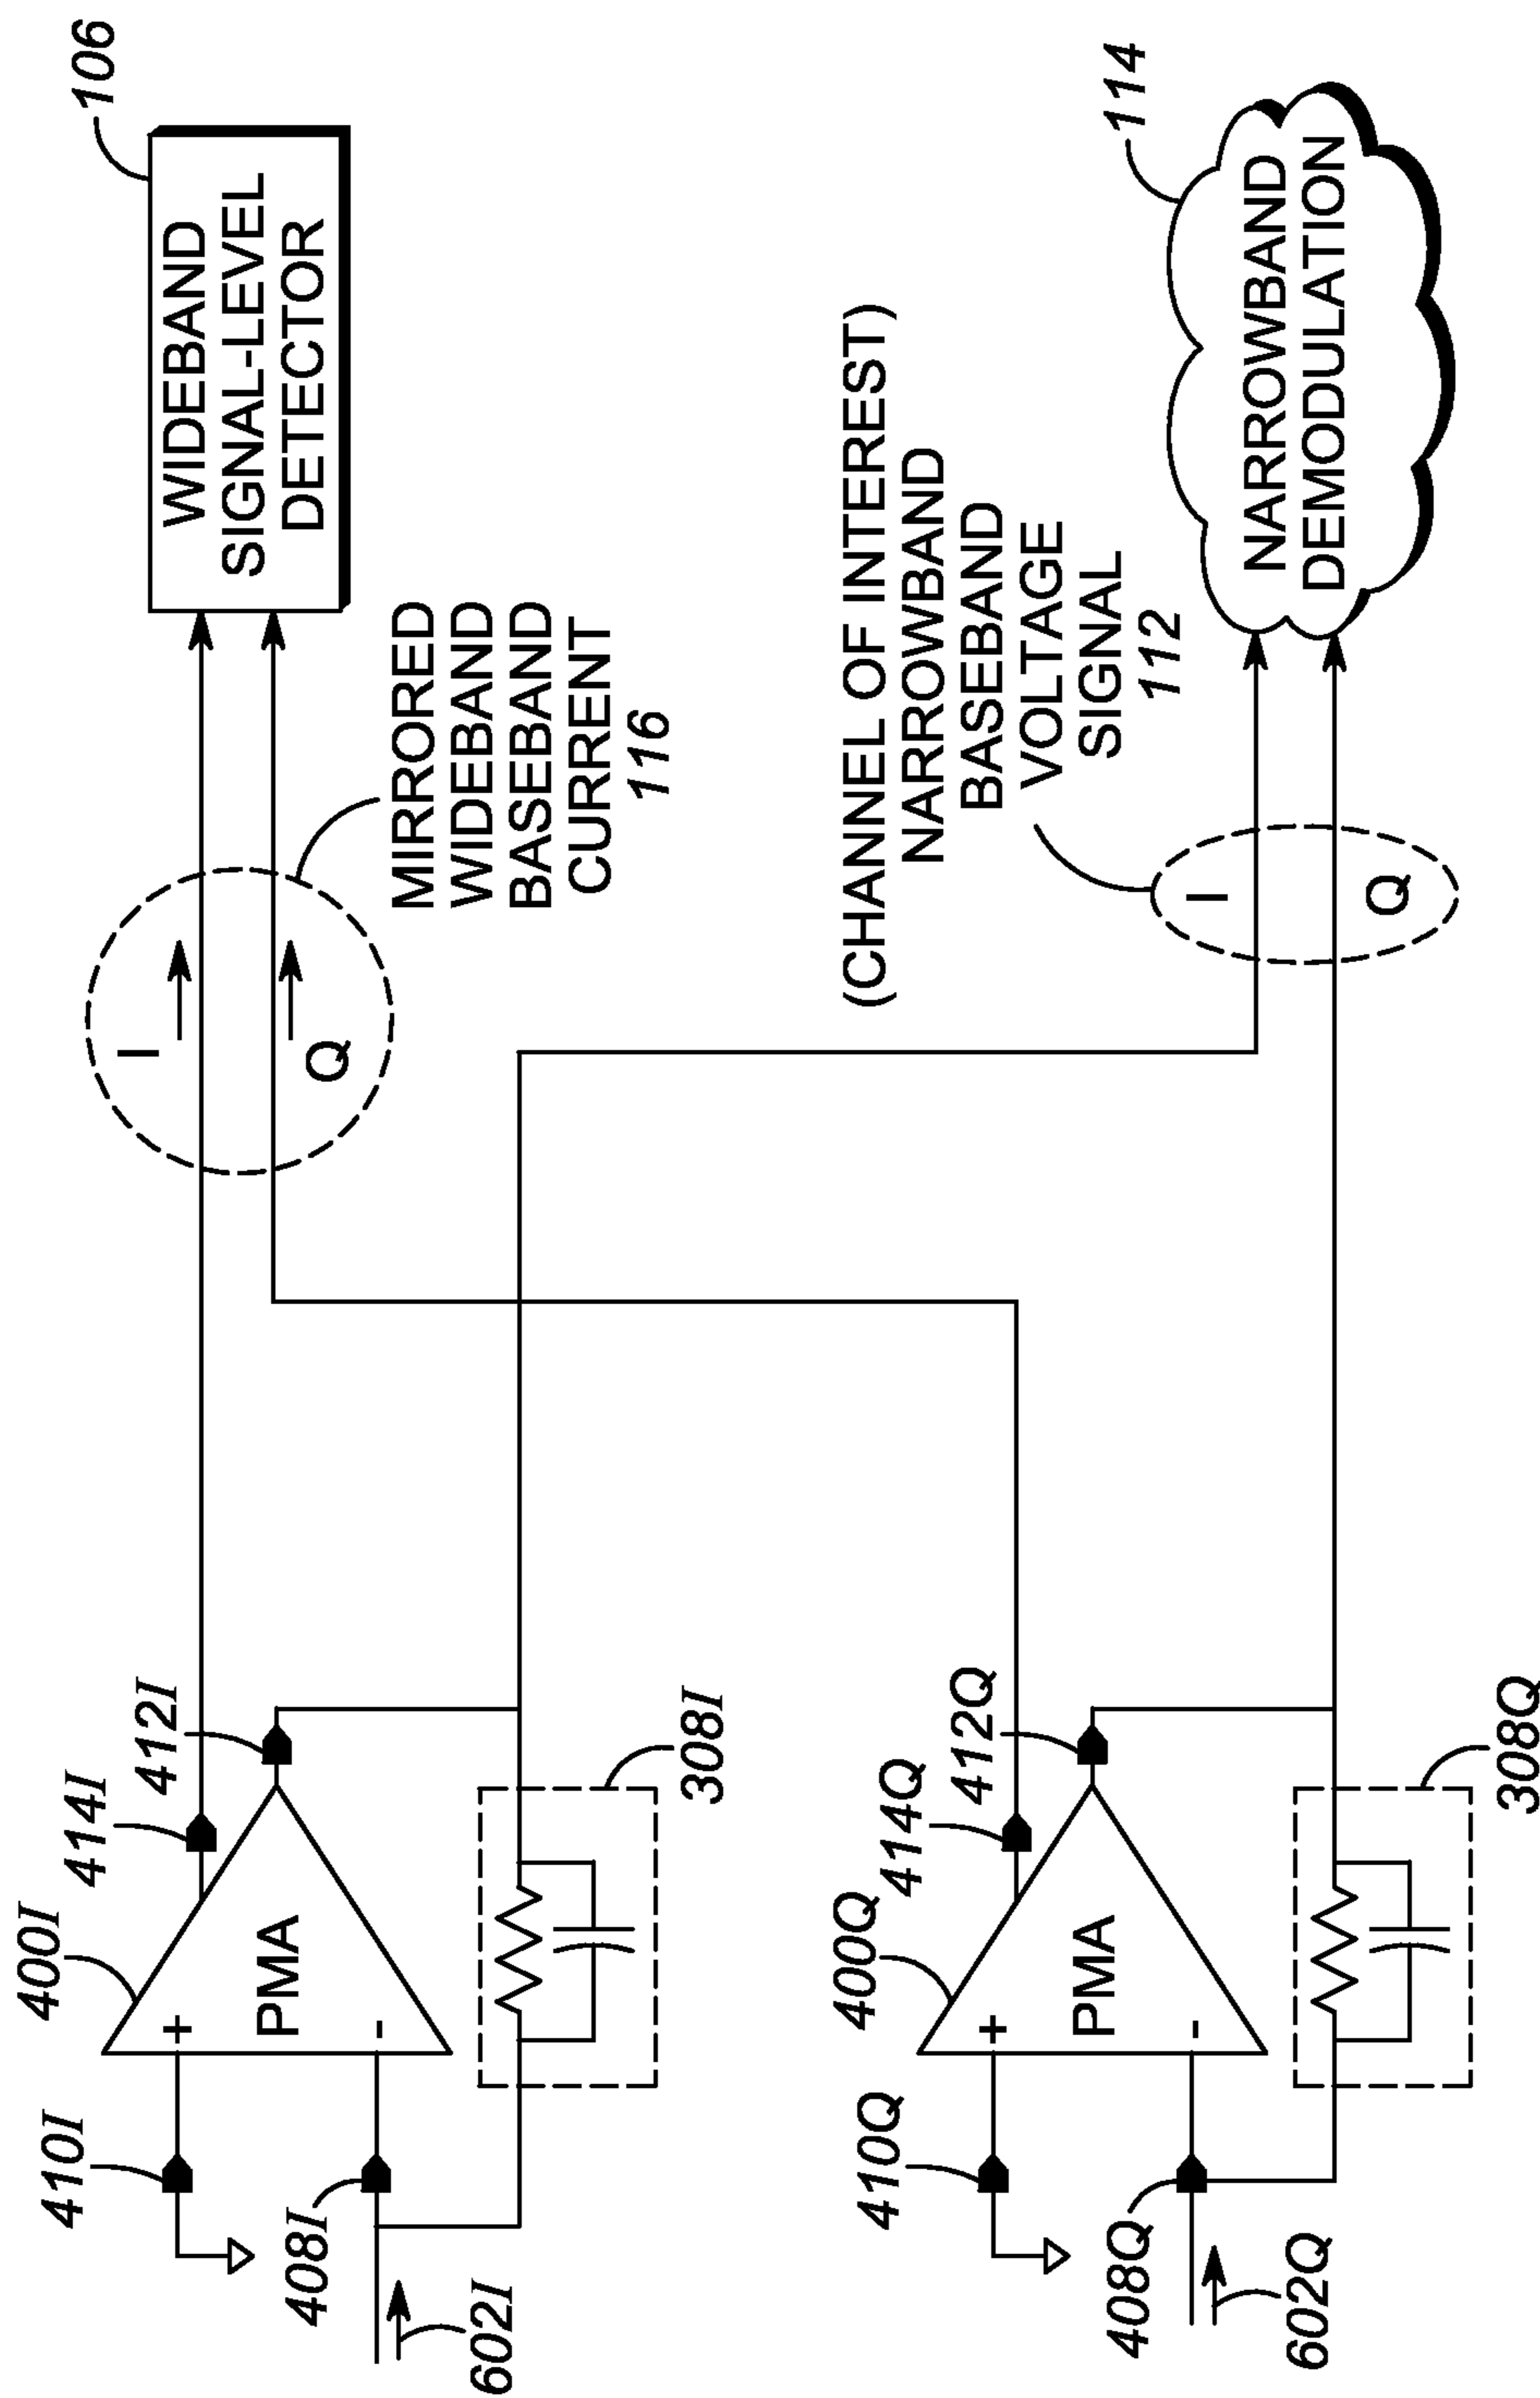 106
WIDEBAND
SIGNAL-LEVEL
DETECTOR
I
Q
MIRRORED
WIDEBAND
BASEBAND
CURRENT
116
400I
414I
412I
410I
+
PMA
-
408I
602I
308I
(CHANNEL OF INTEREST)
NARROWBAND
BASEBAND
VOLTAGE
SIGNAL
112
114
NARROWBAND
DEMODULATION
I
Q
400Q
414Q
412Q
410Q
+
PMA
-
408Q
602Q
308Q